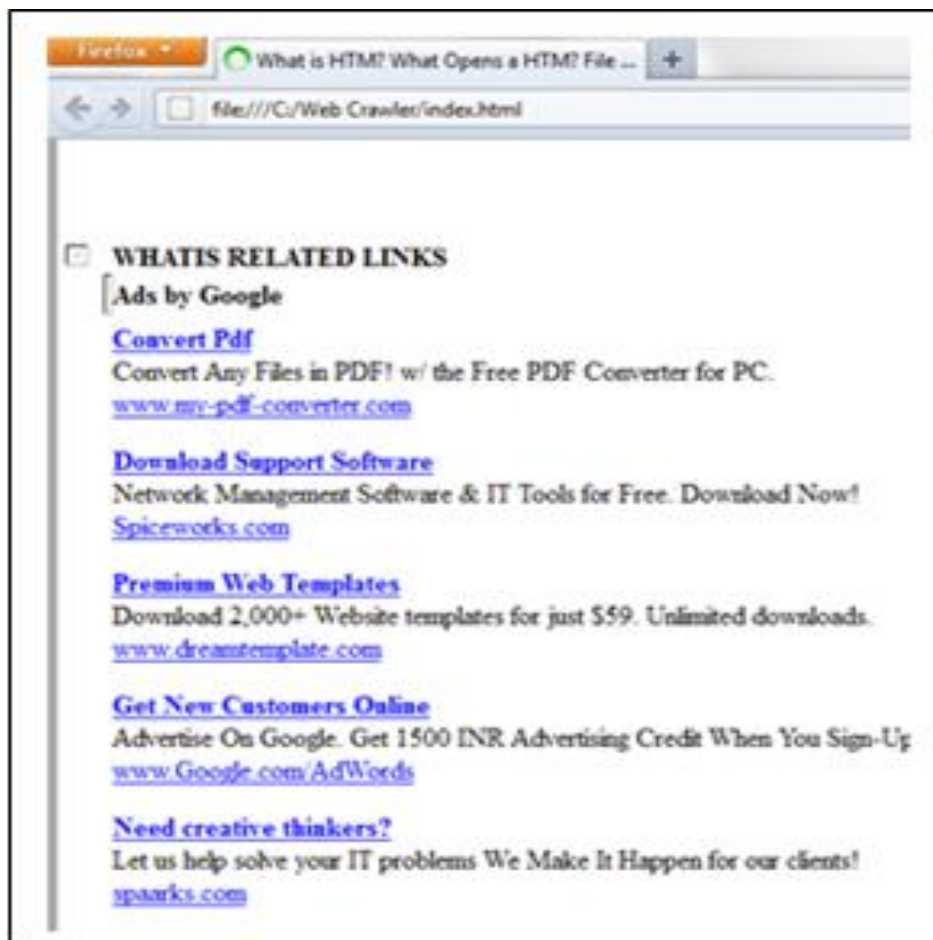 Firefox
What is HTM? What Opens a HTM? File ... +
file:///C:/Web Crawler/index.html
WHATIS RELATED LINKS
Ads by Google
Convert Pdf
Convert Any Files in PDF! w/ the Free PDF Converter for PC.
www.my-pdf-converter.com
Download Support Software
Network Management Software & IT Tools for Free. Download Now!
Spiceworks.com
Premium Web Templates
Download 2,000+ Website templates for just $59. Unlimited downloads.
www.dreamtemplate.com
Get New Customers Online
Advertise On Google. Get 1500 INR Advertising Credit When You Sign-Up
www.Google.com/AdWords
Need creative thinkers?
Let us help solve your IT problems We Make It Happen for our clients!
spaarks.com